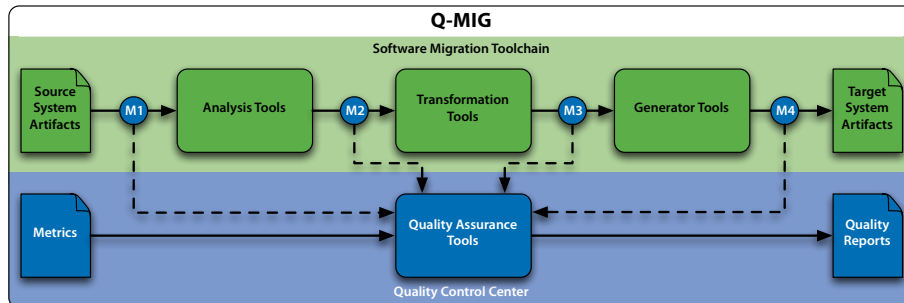 Q-MIG
Software Migration Toolchain
Source
System
Artifacts
M1
Analysis Tools
M2
Transformation
Tools
M3
Generator Tools
M4
Target
System
Artifacts
Metrics
Quality Assurance
Tools
Quality
Reports
Quality Control Center